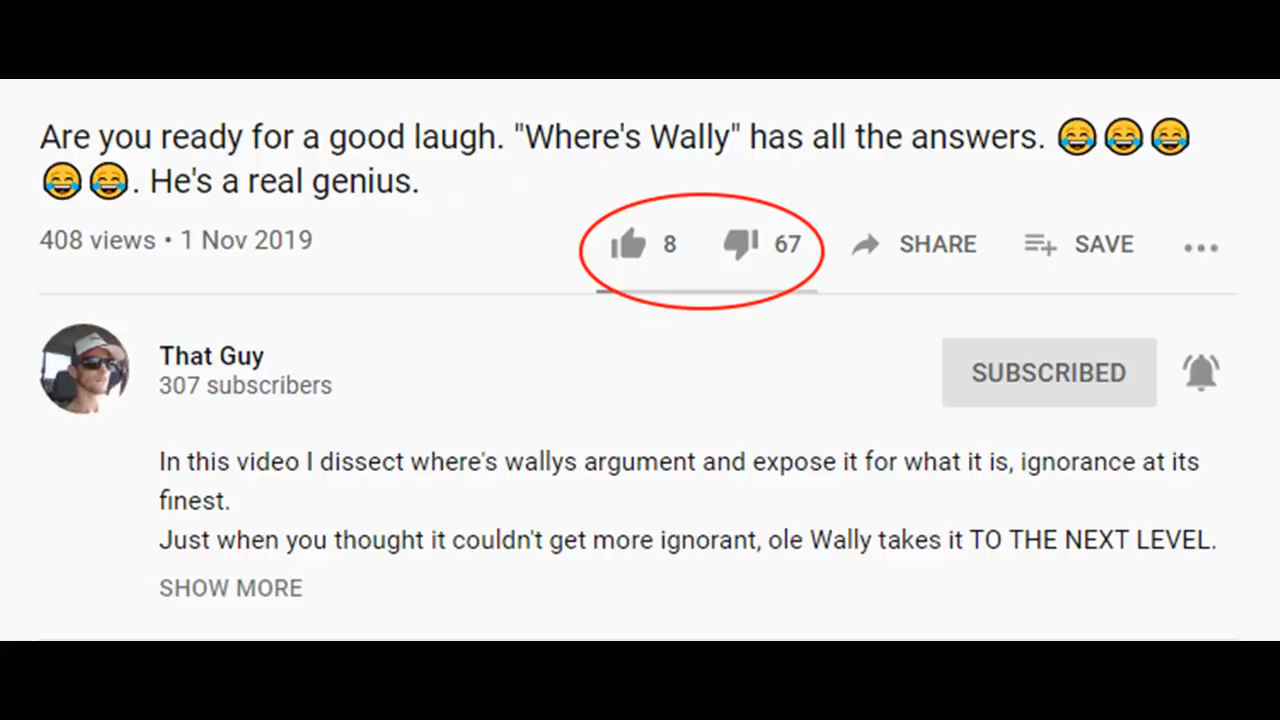 Are you ready for a good laugh. "Where's Wally" has all the answers. 😂😂😂
😂😂. He's a real genius.
408 views • 1 Nov 2019
8 67 SHARE SAVE
That Guy
307 subscribers
SUBSCRIBED
In this video I dissect where's wallys argument and expose it for what it is, ignorance at its
finest.
Just when you thought it couldn't get more ignorant, ole Wally takes it TO THE NEXT LEVEL.
SHOW MORE